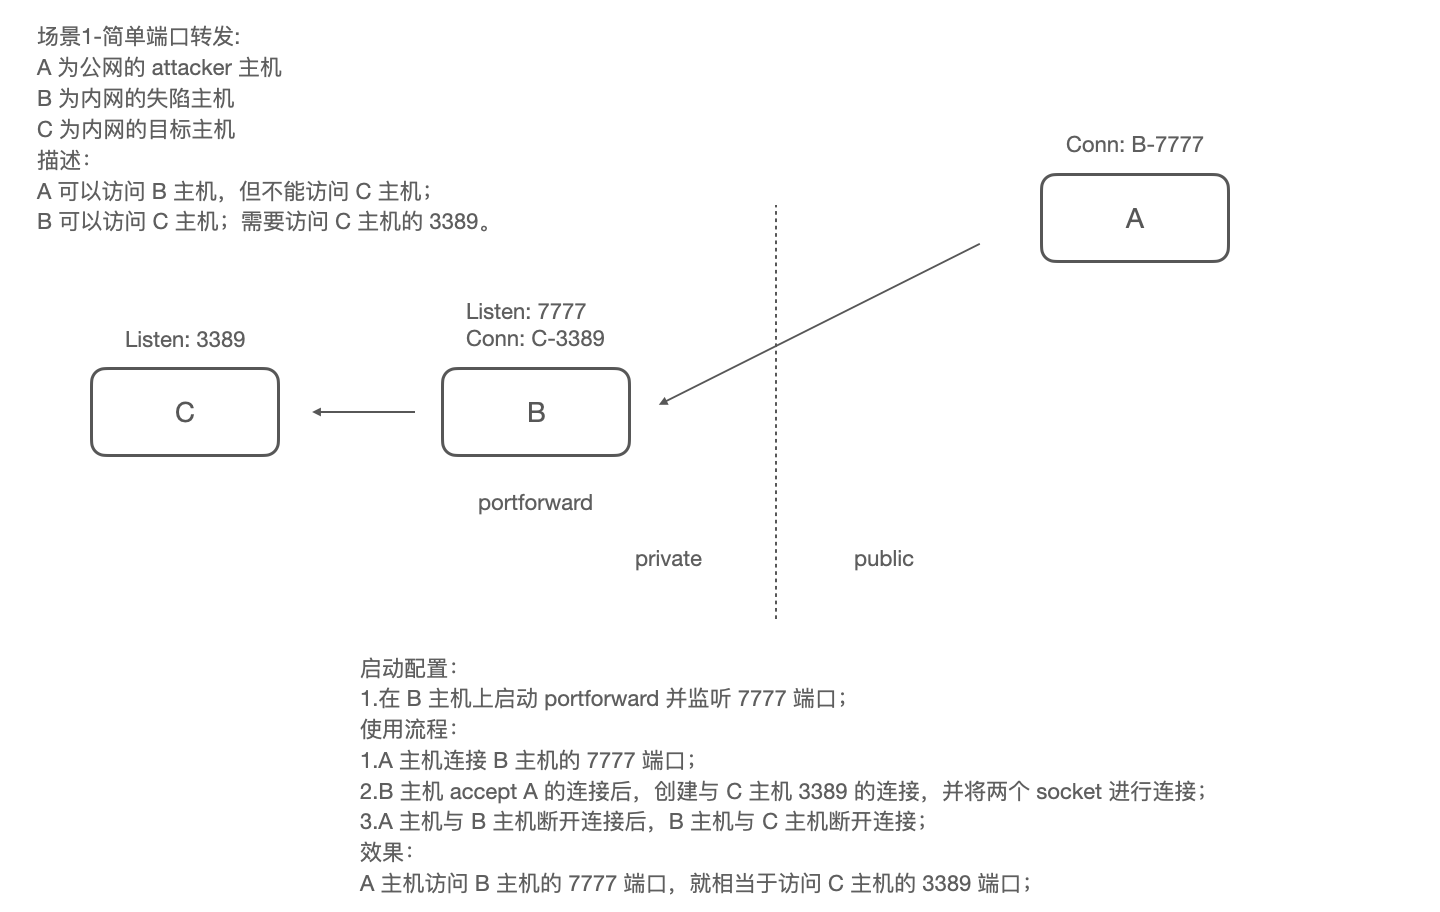 场景1-简单端口转发:
A 为公网的 attacker 主机
B 为内网的失陷主机
C 为内网的目标主机
描述：
A 可以访问 B 主机，但不能访问 C 主机；
B 可以访问 C 主机；需要访问 C 主机的 3389。
Conn: B-7777
A
Listen: 3389
C
Listen: 7777
Conn: C-3389
B
portforward
private
public
启动配置：
1.在 B 主机上启动 portforward 并监听 7777 端口；
使用流程：
1.A 主机连接 B 主机的 7777 端口；
2.B 主机 accept A 的连接后，创建与 C 主机 3389 的连接，并将两个 socket 进行连接；
3.A 主机与 B 主机断开连接后，B 主机与 C 主机断开连接；
效果：
A 主机访问 B 主机的 7777 端口，就相当于访问 C 主机的 3389 端口；